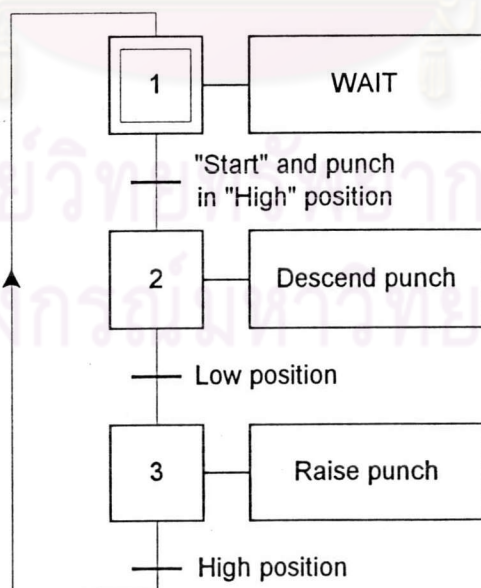 1
WAIT
"Start" and punch
in "High" position
2
Descend punch
Low position
3
Raise punch
High position